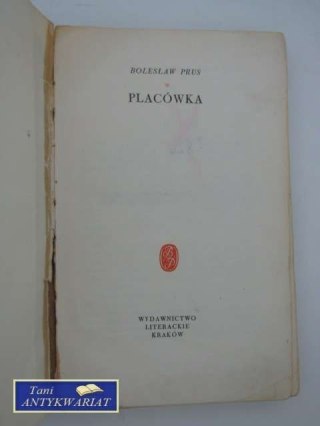 BOLESŁAW PRUS
PLACÓWKA
WYDAWNICTWO
LITERACKIE
KRAKÓW
Tani
ANTYKWARIAT